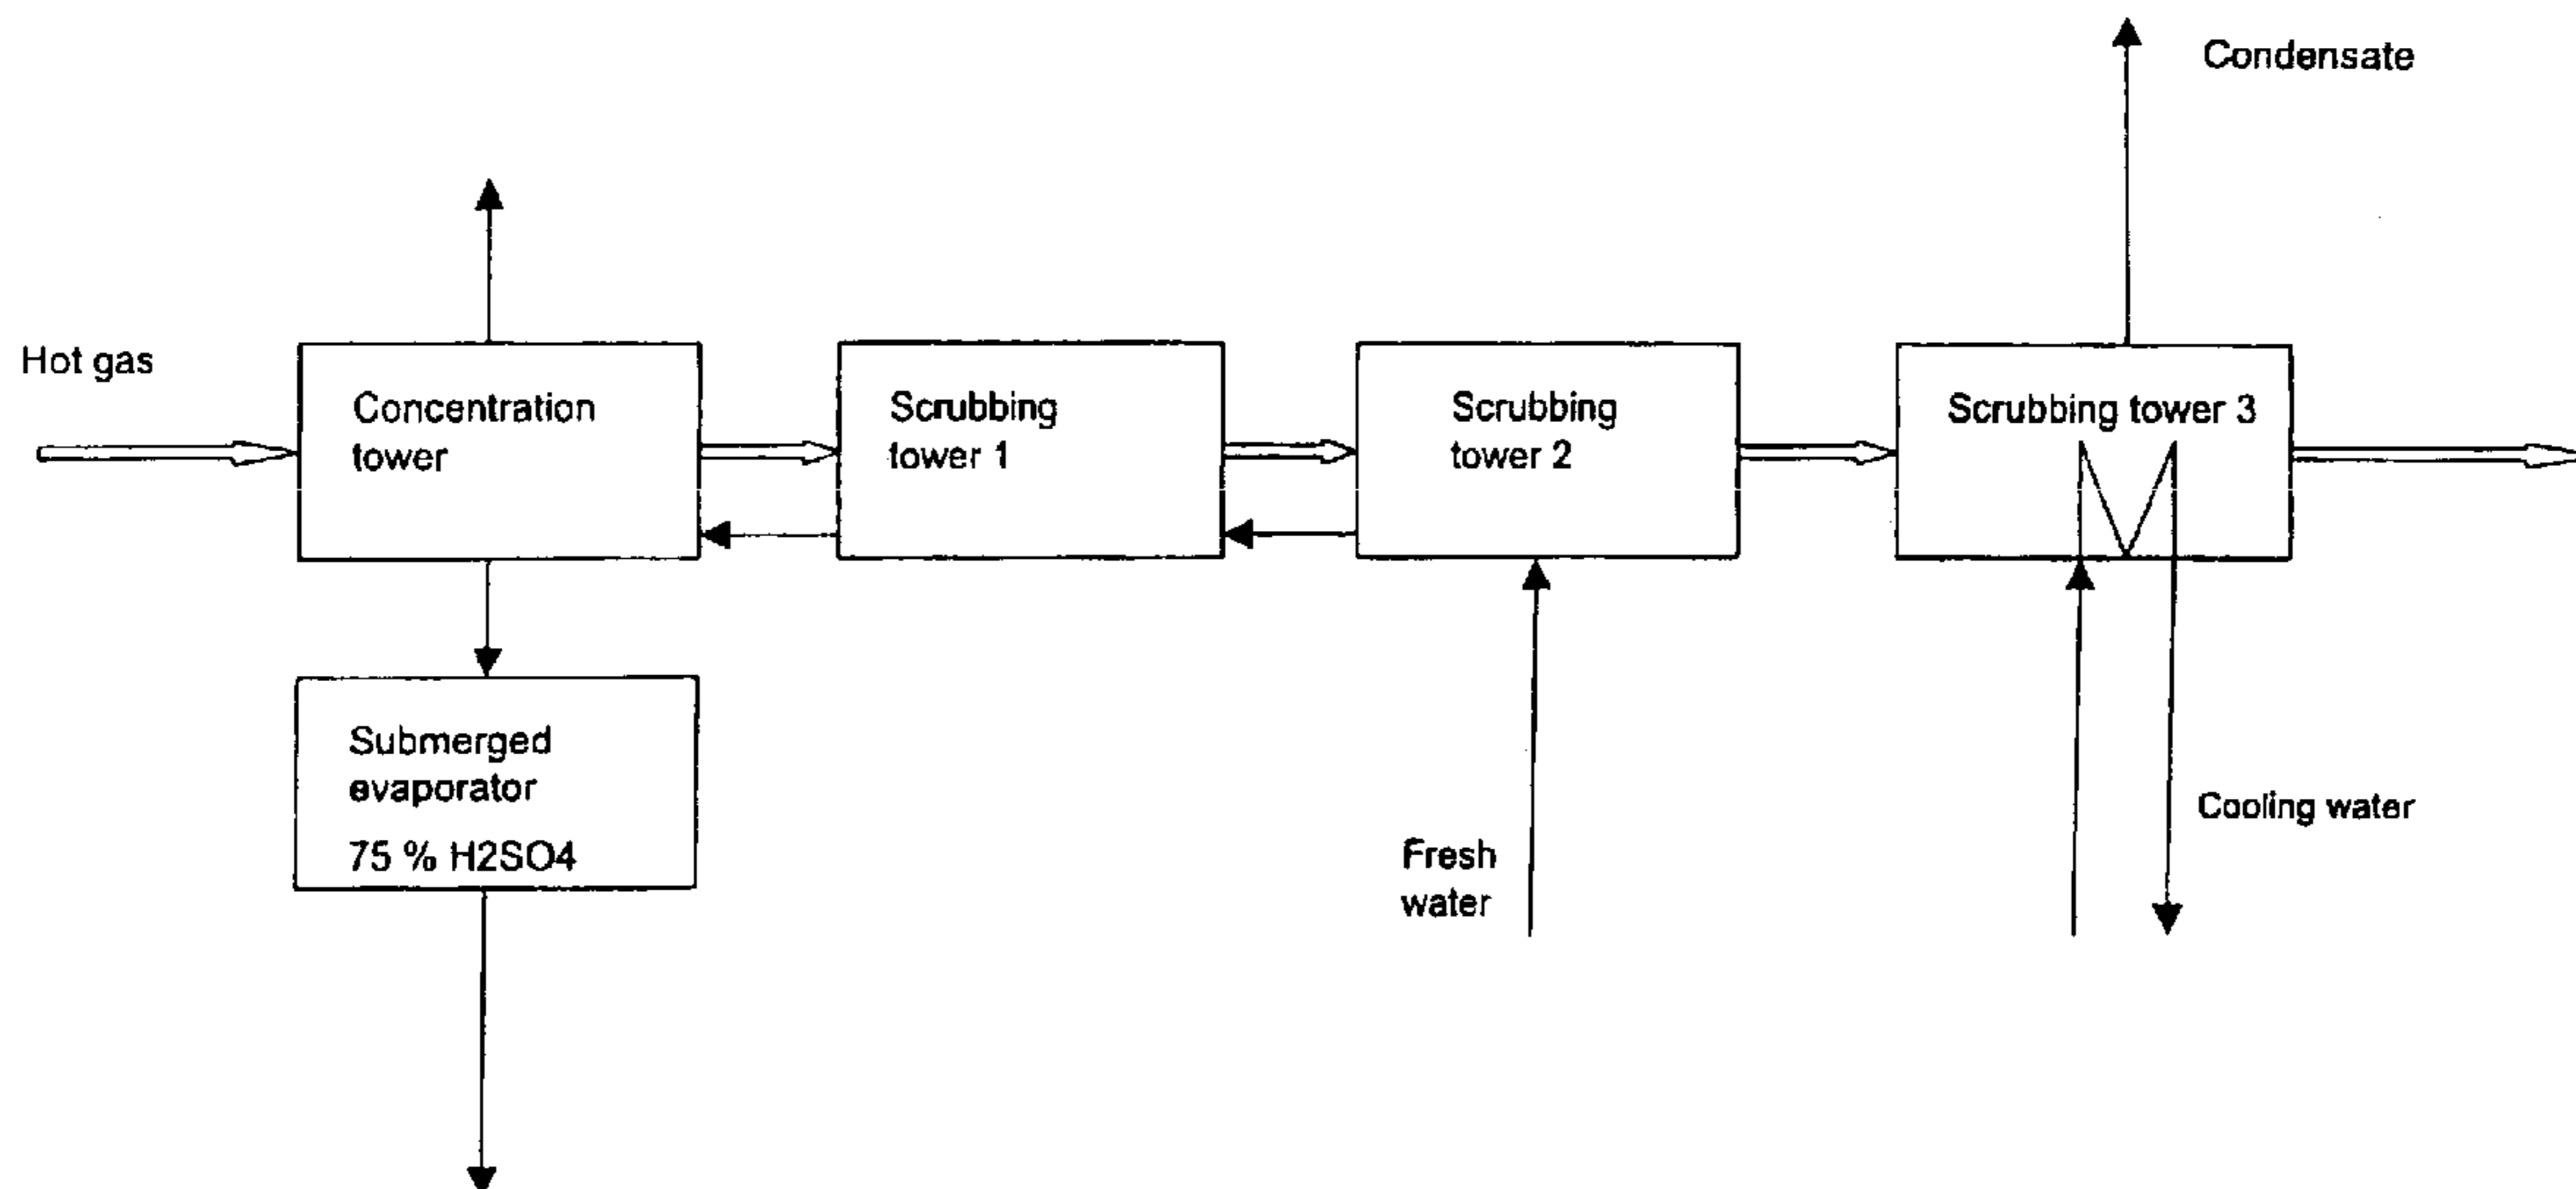 Condensate
Hot gas
Concentration
tower
Scrubbing
tower 1
Scrubbing
tower 2
Scrubbing tower 3
Submerged
evaporator
75 % H2SO4
Fresh
water
Cooling water